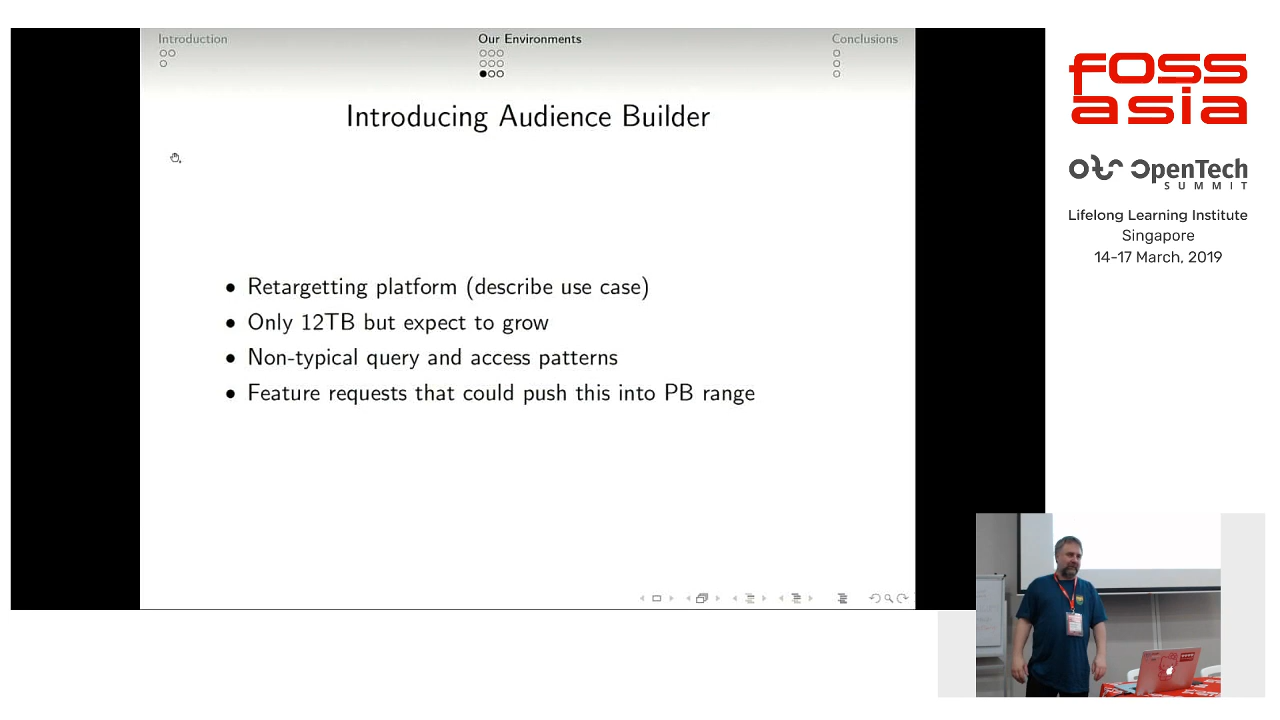 Introduction
Our Environments
Conclusions
Introducing Audience Builder
• Retargetting platform (describe use case)
• Only 12TB but expect to grow
• Non-typical query and access patterns
• Feature requests that could push this into PB range
FOSS
ASIA
OpenTech
SUMMIT
Lifelong Learning Institute
Singapore
14-17 March, 2019